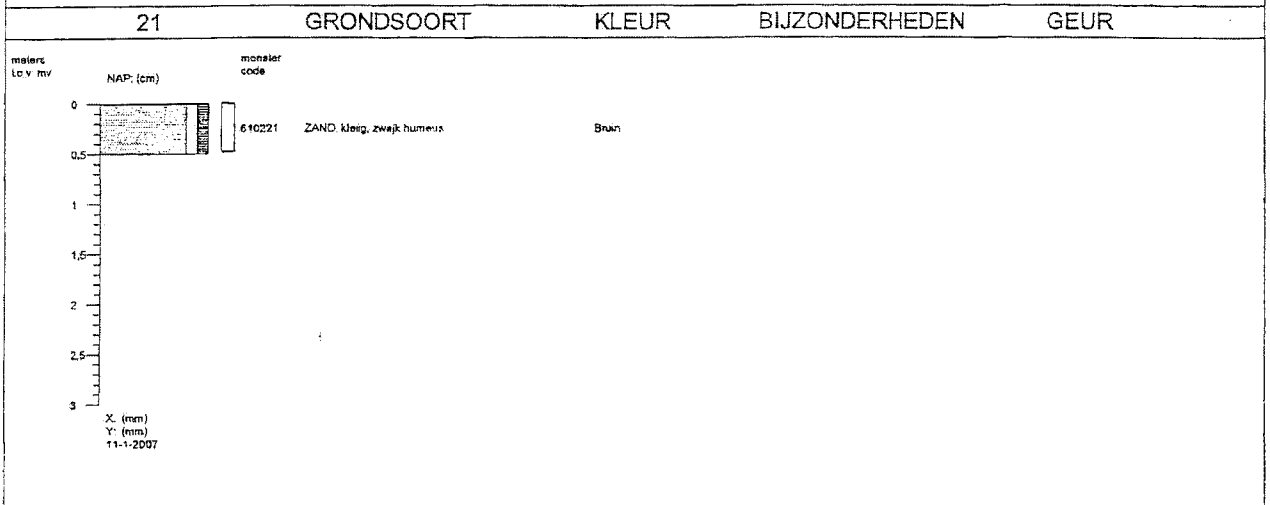 21 GRONDSOORT KLEUR BIJZONDERHEDEN GEUR
meters t.o.v. mv
NAP: (cm)
monster code
0
610221 ZAND, kleiig, zwak humeus Bruin
0,5
1
1,5
2
2,5
3
X: (mm)
Y: (mm)
11-1-2007